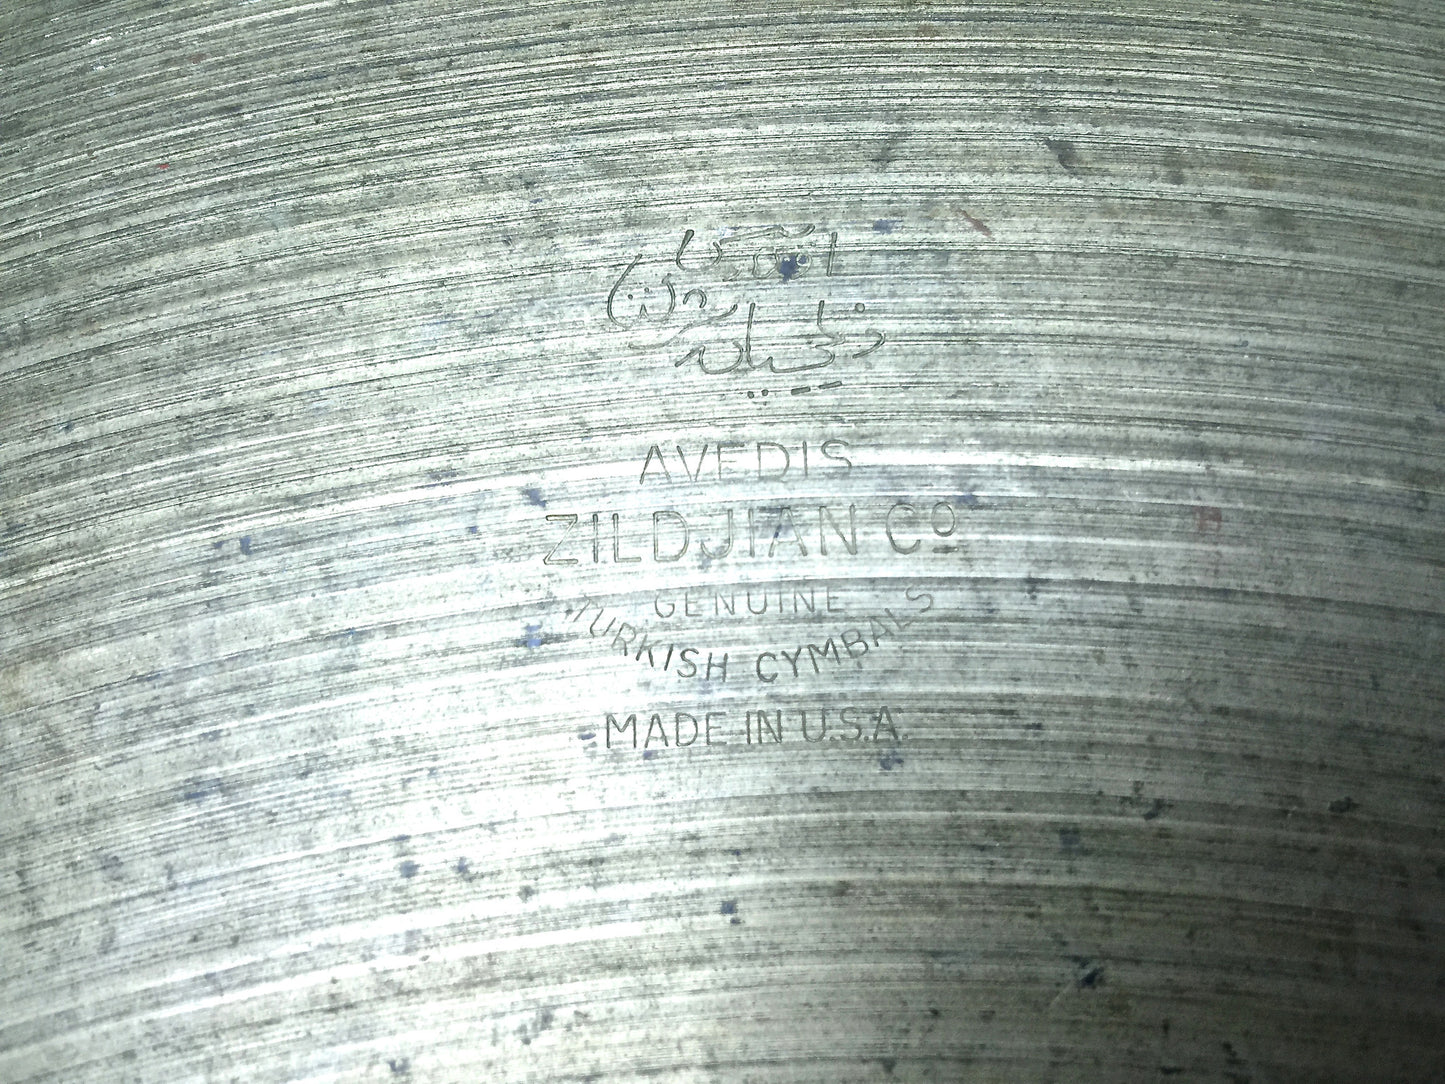 AVEDIS
ZILDJIAN Cº
GENUINE
TURKISH CYMBALS
MADE IN U.S.A.